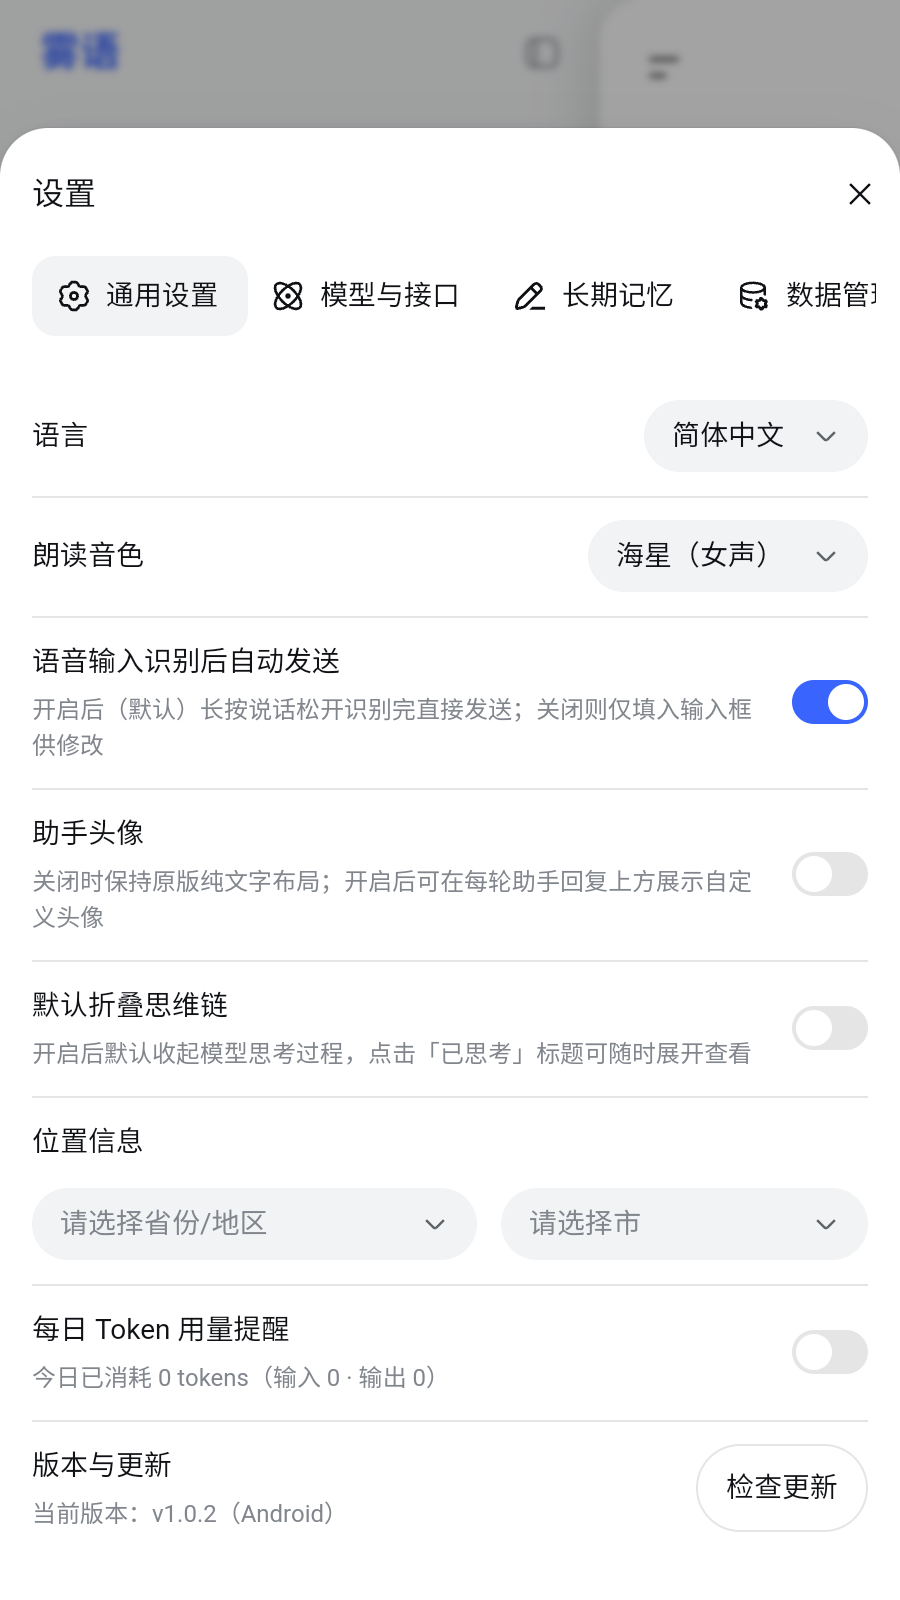 雾语
设置
通用设置
模型与接口
长期记忆
数据管
语言
简体中文
朗读音色
海星（女声）
语音输入识别后自动发送
开启后（默认）长按说话松开识别完直接发送；关闭则仅填入输入框
供修改
助手头像
关闭时保持原版纯文字布局；开启后可在每轮助手回复上方展示自定
义头像
默认折叠思维链
开启后默认收起模型思考过程，点击「已思考」标题可随时展开查看
位置信息
请选择省份/地区
请选择市
每日 Token 用量提醒
今日已消耗 0 tokens（输入 0 · 输出 0）
版本与更新
当前版本：v1.0.2（Android）
检查更新